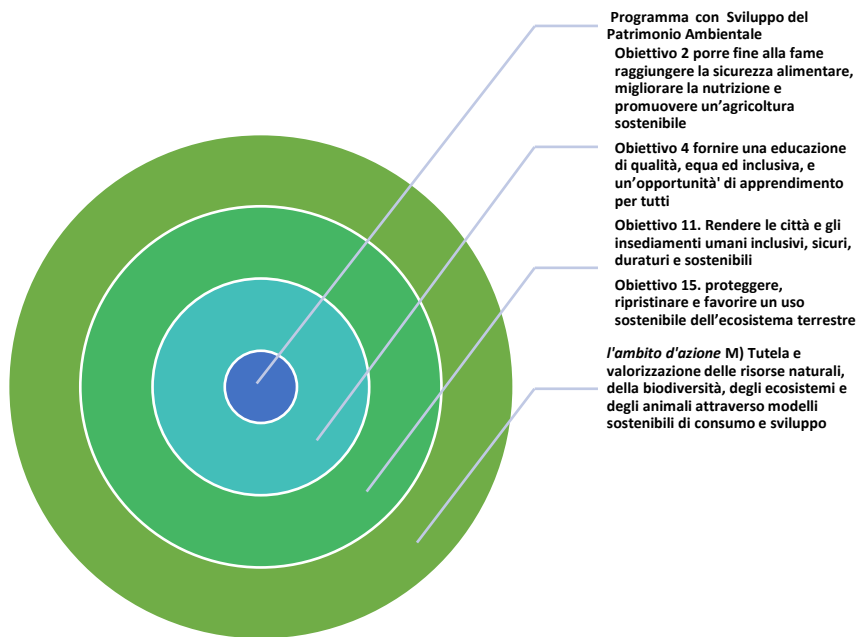 Programma con Sviluppo del
Patrimonio Ambientale
Obiettivo 2 porre fine alla fame
raggiungere la sicurezza alimentare,
migliorare la nutrizione e
promuovere un’agricoltura
sostenibile
Obiettivo 4 fornire una educazione
di qualità, equa ed inclusiva, e
un’opportunità' di apprendimento
per tutti
Obiettivo 11. Rendere le città e gli
insediamenti umani inclusivi, sicuri,
duraturi e sostenibili
Obiettivo 15. proteggere,
ripristinare e favorire un uso
sostenibile dell’ecosistema terrestre
l'ambito d'azione M) Tutela e
valorizzazione delle risorse naturali,
della biodiversità, degli ecosistemi e
degli animali attraverso modelli
sostenibili di consumo e sviluppo